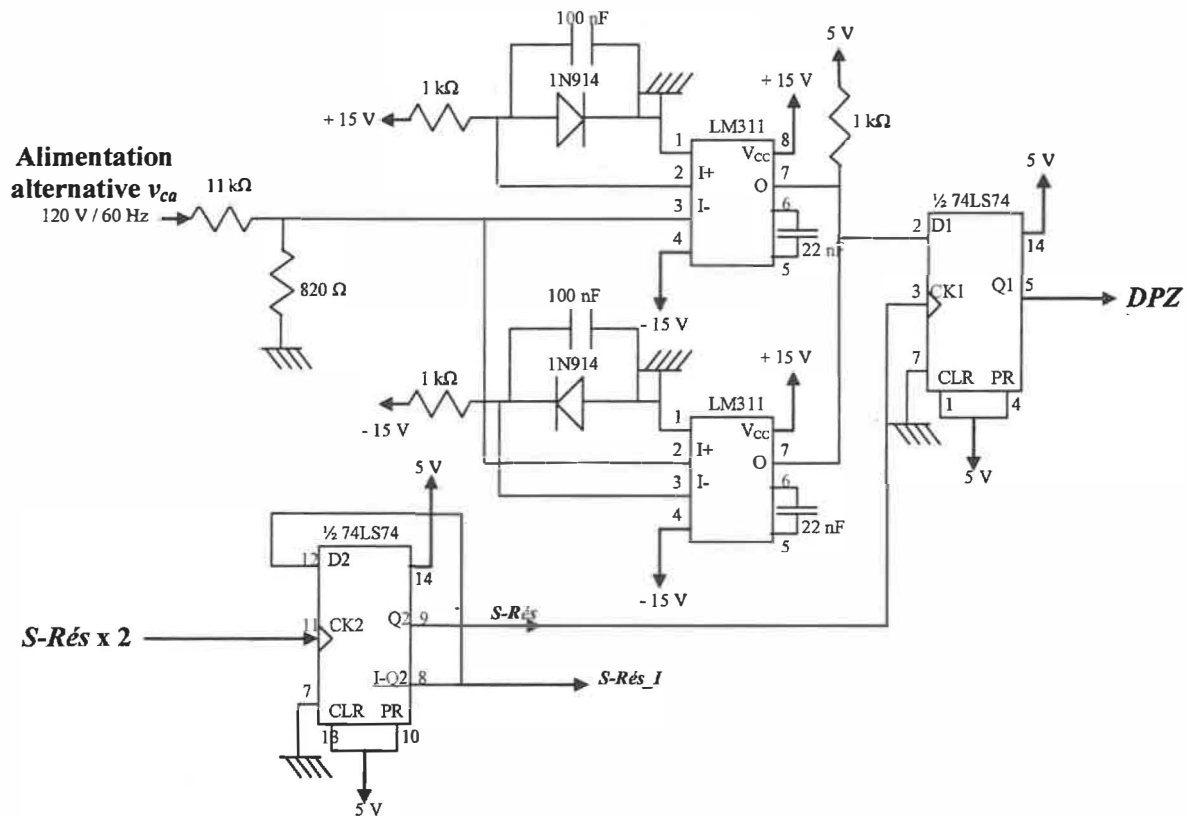 100 nF
5 V
1N914
1 kΩ
+ 15 V
+ 15 V
1 kΩ
LM311
1
8
VCC
2
I+
7
O
3
I-
6
4
22 nF
5
- 15 V
Alimentation
alternative vca
120 V / 60 Hz
11 kΩ
820 Ω
5 V
½ 74LS74
2
D1
14
3
CK1
Q1
5
DPZ
7
CLR
PR
1
4
5 V
100 nF
1N914
1 kΩ
- 15 V
+ 15 V
LM311
1
8
VCC
2
I+
7
O
3
I-
6
4
22 nF
5
- 15 V
5 V
½ 74LS74
12
D2
14
S-Rés x 2
11
CK2
Q2
9
S-Rés
I-Q2
8
S-Rés_I
7
CLR
PR
13
10
5 V